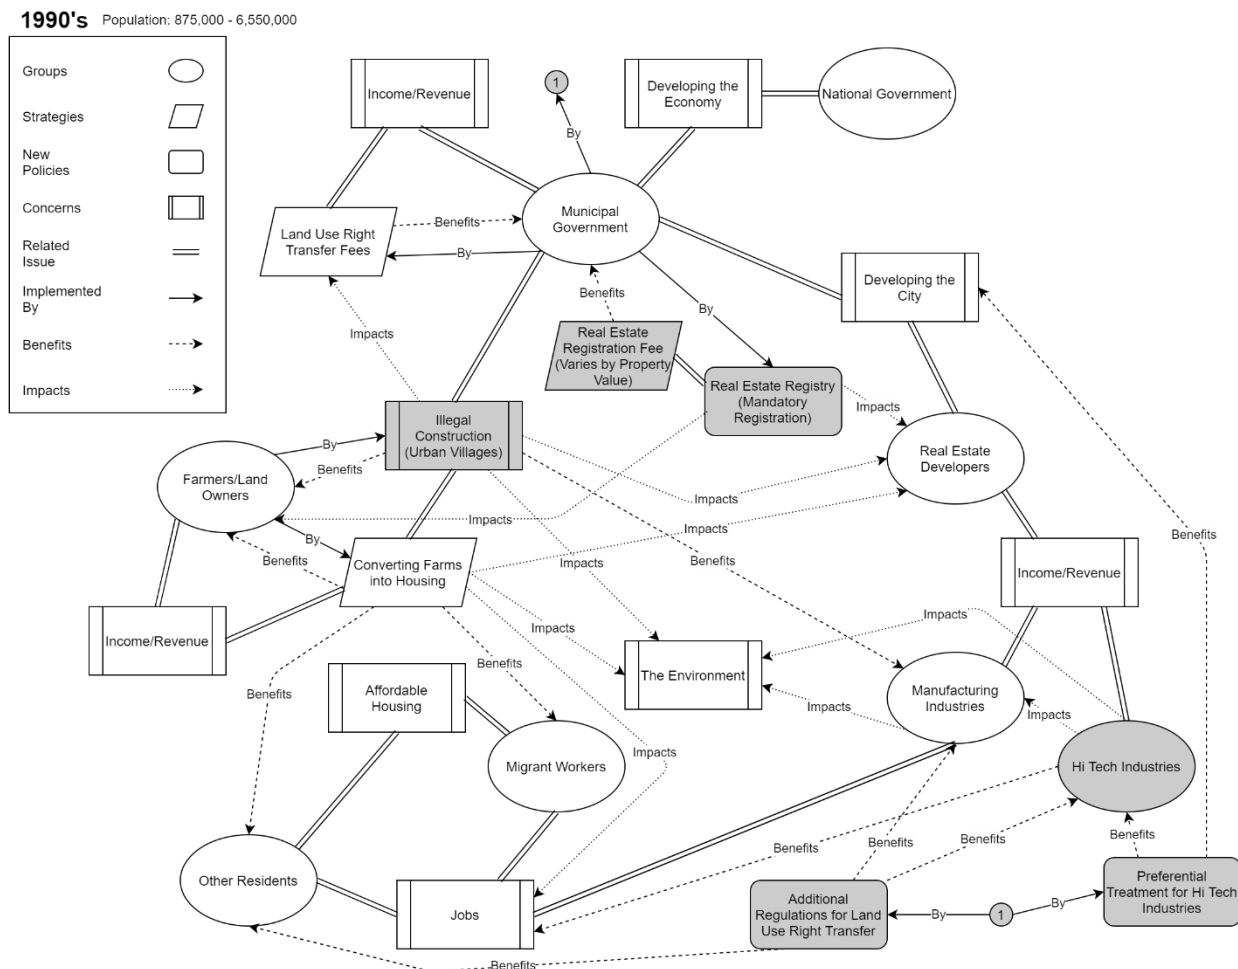 1990's Population: 875,000 - 6,550,000
Groups
Strategies
New
Policies
Concerns
Related
Issue
Implemented
By
Benefits
Impacts
Income/Revenue
1
By
Developing the
Economy
National Government
Land Use Right
Transfer Fees
Benefits
By
Municipal
Government
Developing the
City
Benefits
By
Impacts
Real Estate
Registration Fee
(Varies by Property
Value)
Real Estate Registry
(Mandatory
Registration)
Impacts
Benefits
Illegal
Construction
(Urban Villages)
By
Benefits
Farmers/Land
Owners
Real Estate
Developers
Impacts
Impacts
Impacts
By
Benefits
Converting Farms
into Housing
Impacts
Benefits
Income/Revenue
Income/Revenue
Impacts
Impacts
Benefits
Benefits
Affordable
Housing
The Environment
Impacts
Manufacturing
Industries
Impacts
Impacts
Migrant Workers
Hi Tech Industries
Other Residents
Benefits
Benefits
Benefits
Benefits
Jobs
Additional
Regulations for Land
Use Right Transfer
By
1
By
Preferential
Treatment for Hi Tech
Industries
Benefits